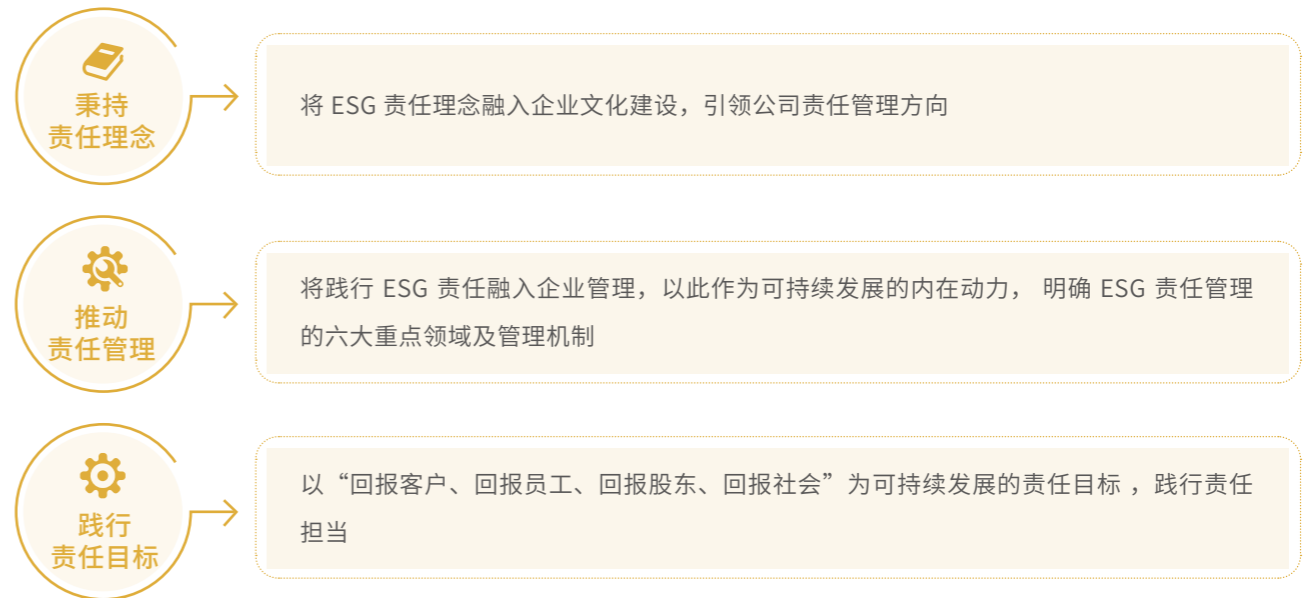 秉持
责任理念
将 ESG 责任理念融入企业文化建设，引领公司责任管理方向
推动
责任管理
将践行 ESG 责任融入企业管理，以此作为可持续发展的内在动力， 明确 ESG 责任管理
的六大重点领域及管理机制
践行
责任目标
以“回报客户、回报员工、回报股东、回报社会”为可持续发展的责任目标 ，践行责任
担当